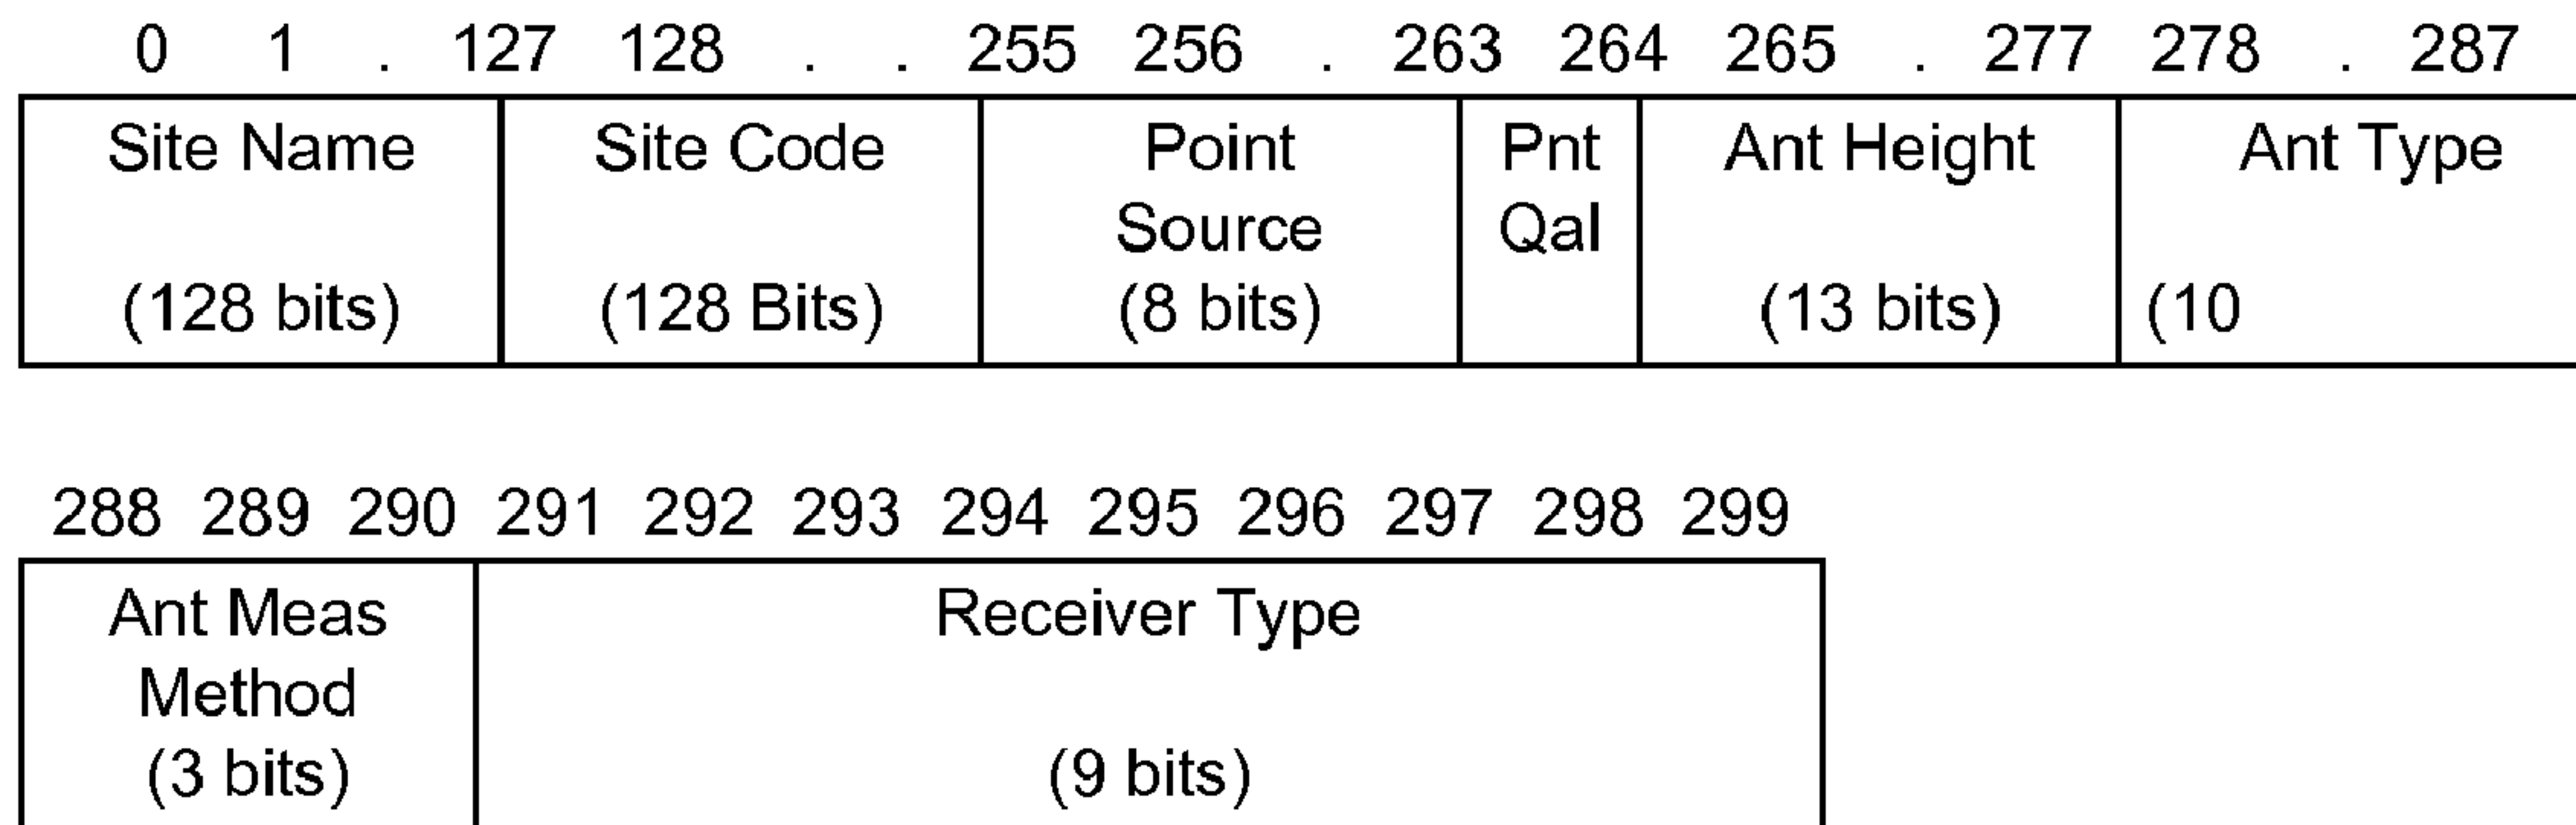 0 1 . 127 128 . . 255 256 . 263 264 265 . 277 278 . 287
Site Name Site Code Point Pnt Ant Height Ant Type
Source Qal
(128 bits) (128 Bits) (8 bits) (13 bits) (10
288 289 290 291 292 293 294 295 296 297 298 299
Ant Meas Receiver Type
Method
(3 bits) (9 bits)